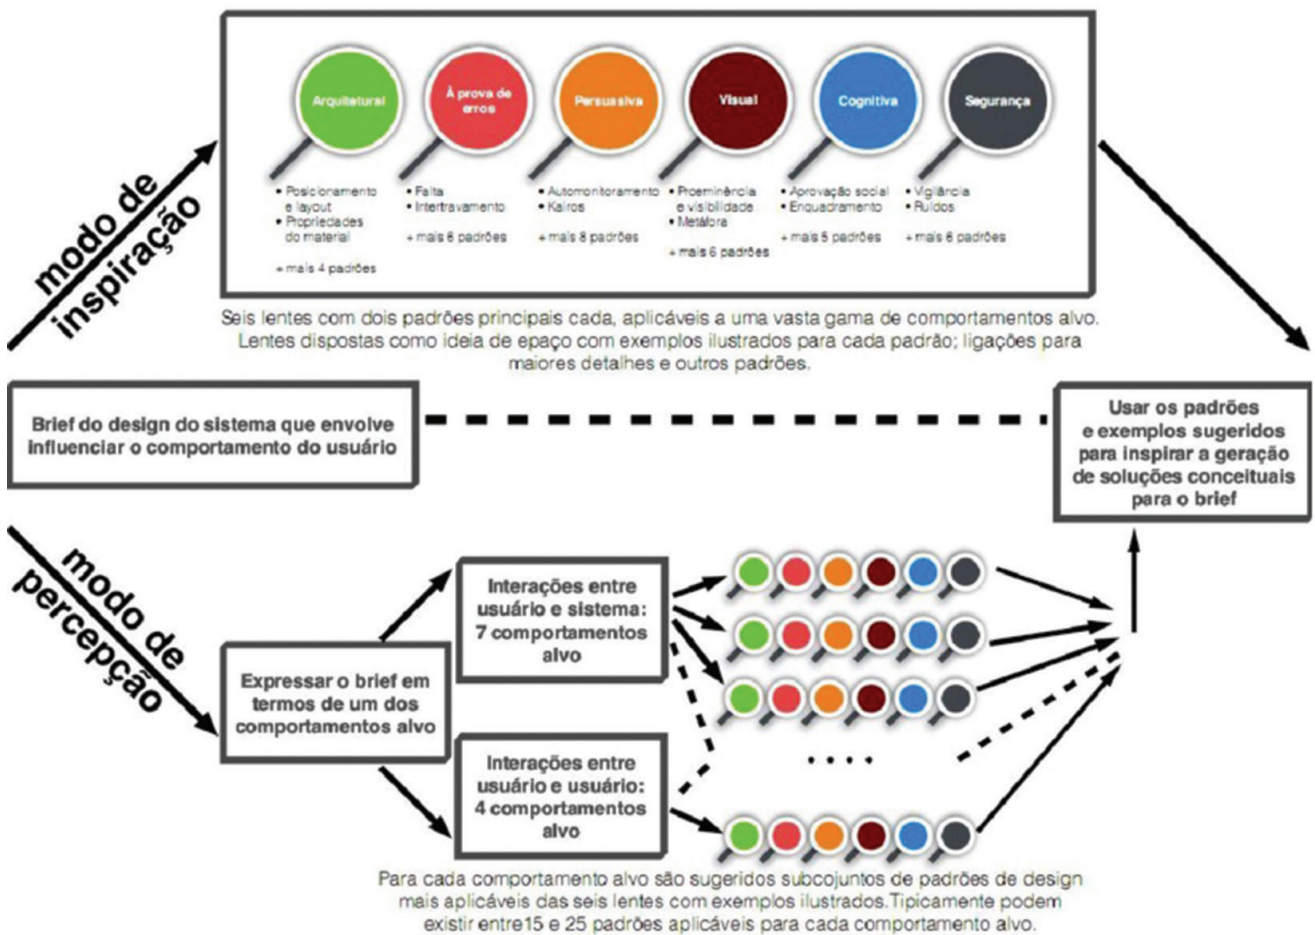 modo de
inspiração
Arquitetural
À prova de
erros
Persuasiva
Visual
Cognitiva
Segurança
• Posicionamento
e layout
• Propriedades
do material
+ mais 4 padrões
• Falta
• Intertravamento
+ mais 6 padrões
• Automonitoramento
• Kairos
+ mais 8 padrões
• Proeminência
e visibilidade
• Metáfora
+ mais 6 padrões
• Aprovação social
• Enquadramento
+ mais 5 padrões
• Vigilância
• Ruídos
+ mais 6 padrões
Seis lentes com dois padrões principais cada, aplicáveis a uma vasta gama de comportamentos alvo.
Lentes dispostas como ideia de epaço com exemplos ilustrados para cada padrão; ligações para
maiores detalhes e outros padrões.
Brief do design do sistema que envolve
influenciar o comportamento do usuário
Usar os padrões
e exemplos sugeridos
para inspirar a geração
de soluções conceituais
para o brief
modo de
percepção
Expressar o brief em
termos de um dos
comportamentos alvo
Interações entre
usuário e sistema:
7 comportamentos
alvo
Interações entre
usuário e usuário:
4 comportamentos
alvo
. . . .
Para cada comportamento alvo são sugeridos subcojuntos de padrões de design
mais aplicáveis das seis lentes com exemplos ilustrados.Tipicamente podem
existir entre15 e 25 padrões aplicáveis para cada comportamento alvo.